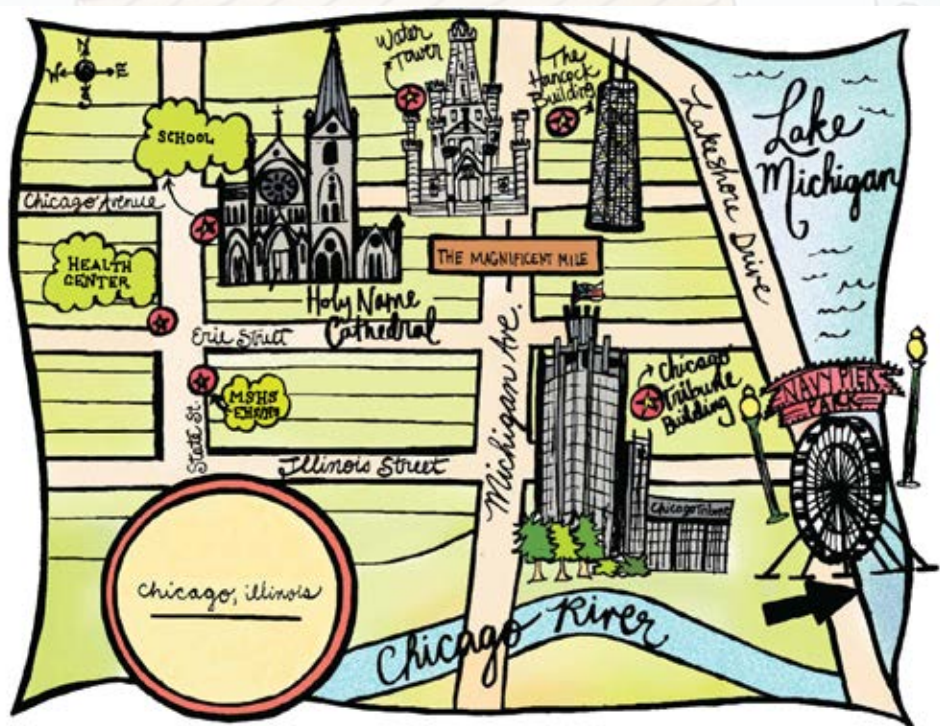 N
W E
Water
Tower
The
Hancock
Building
SCHOOL
Lake
Michigan
Lakeshore Drive
Chicago Avenue
HEALTH
CENTER
THE MAGNIFICENT MILE
Holy Name
Cathedral
Erie Street
Chicago
Tribune
Building
NAVY PIER
PARK
MSHS
State St.
Michigan Ave.
Illinois Street
Chicago Tribune
Chicago, illinois
Chicago River